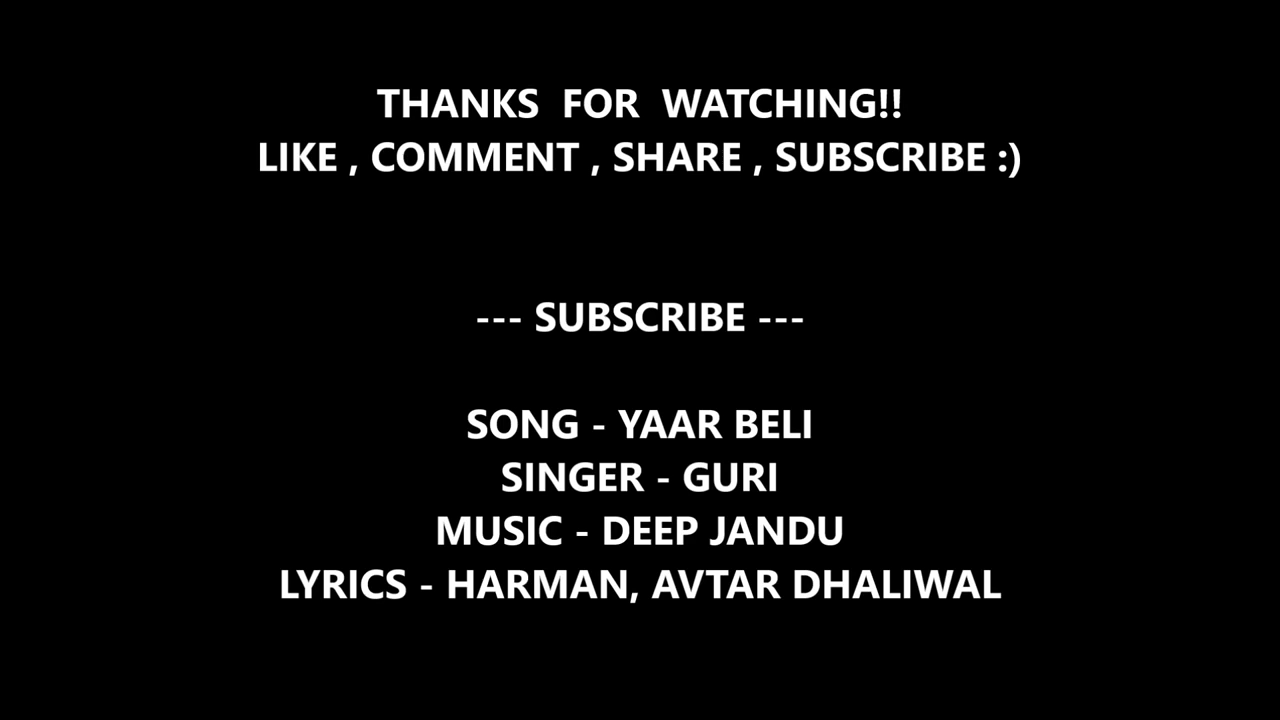 THANKS FOR WATCHING!!
LIKE , COMMENT , SHARE , SUBSCRIBE :)
--- SUBSCRIBE ---
SONG - YAAR BELI
SINGER - GURI
MUSIC - DEEP JANDU
LYRICS - HARMAN, AVTAR DHALIWAL